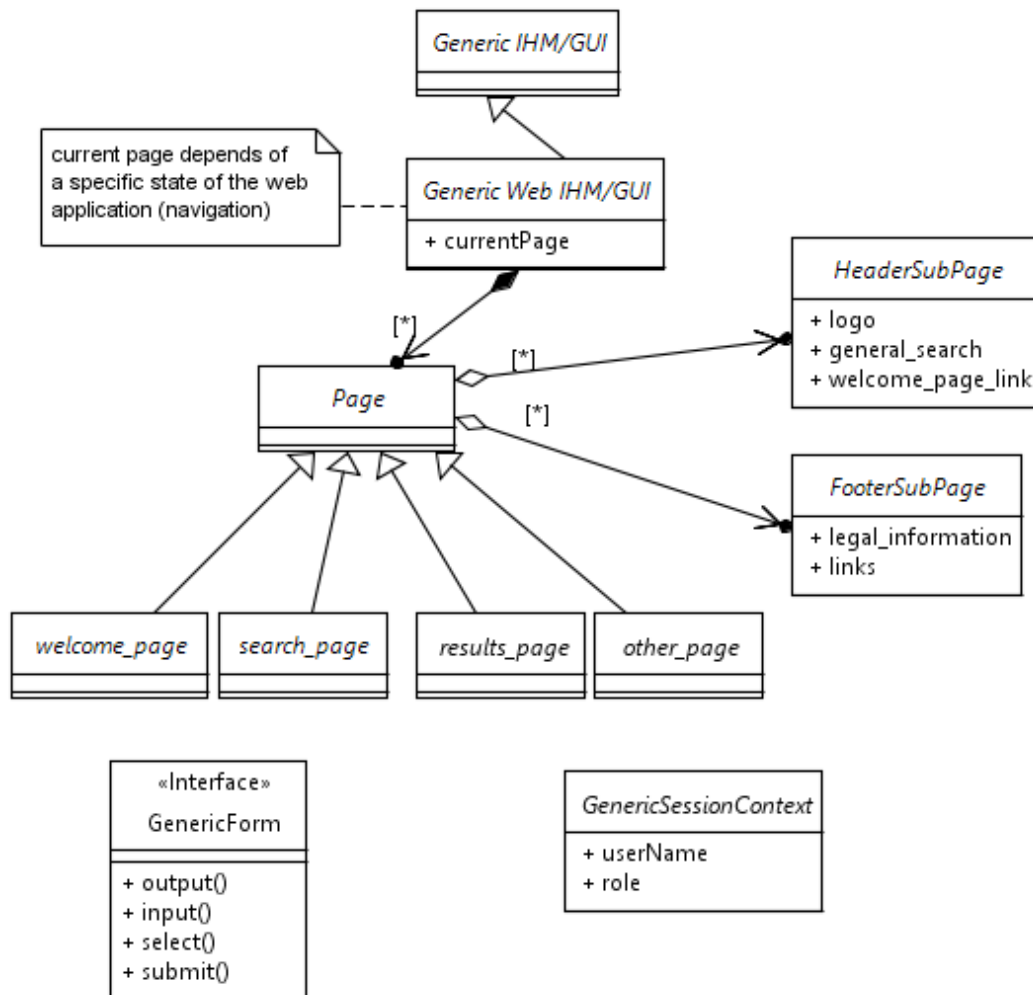 Generic IHM/GUI
current page depends of
a specific state of the web
application (navigation)
Generic Web IHM/GUI
+ currentPage
HeaderSubPage
+ logo
+ general_search
+ welcome_page_link
[*]
[*]
Page
[*]
FooterSubPage
+ legal_information
+ links
welcome_page
search_page
results_page
other_page
«Interface»
GenericForm
+ output()
+ input()
+ select()
+ submit()
GenericSessionContext
+ userName
+ role